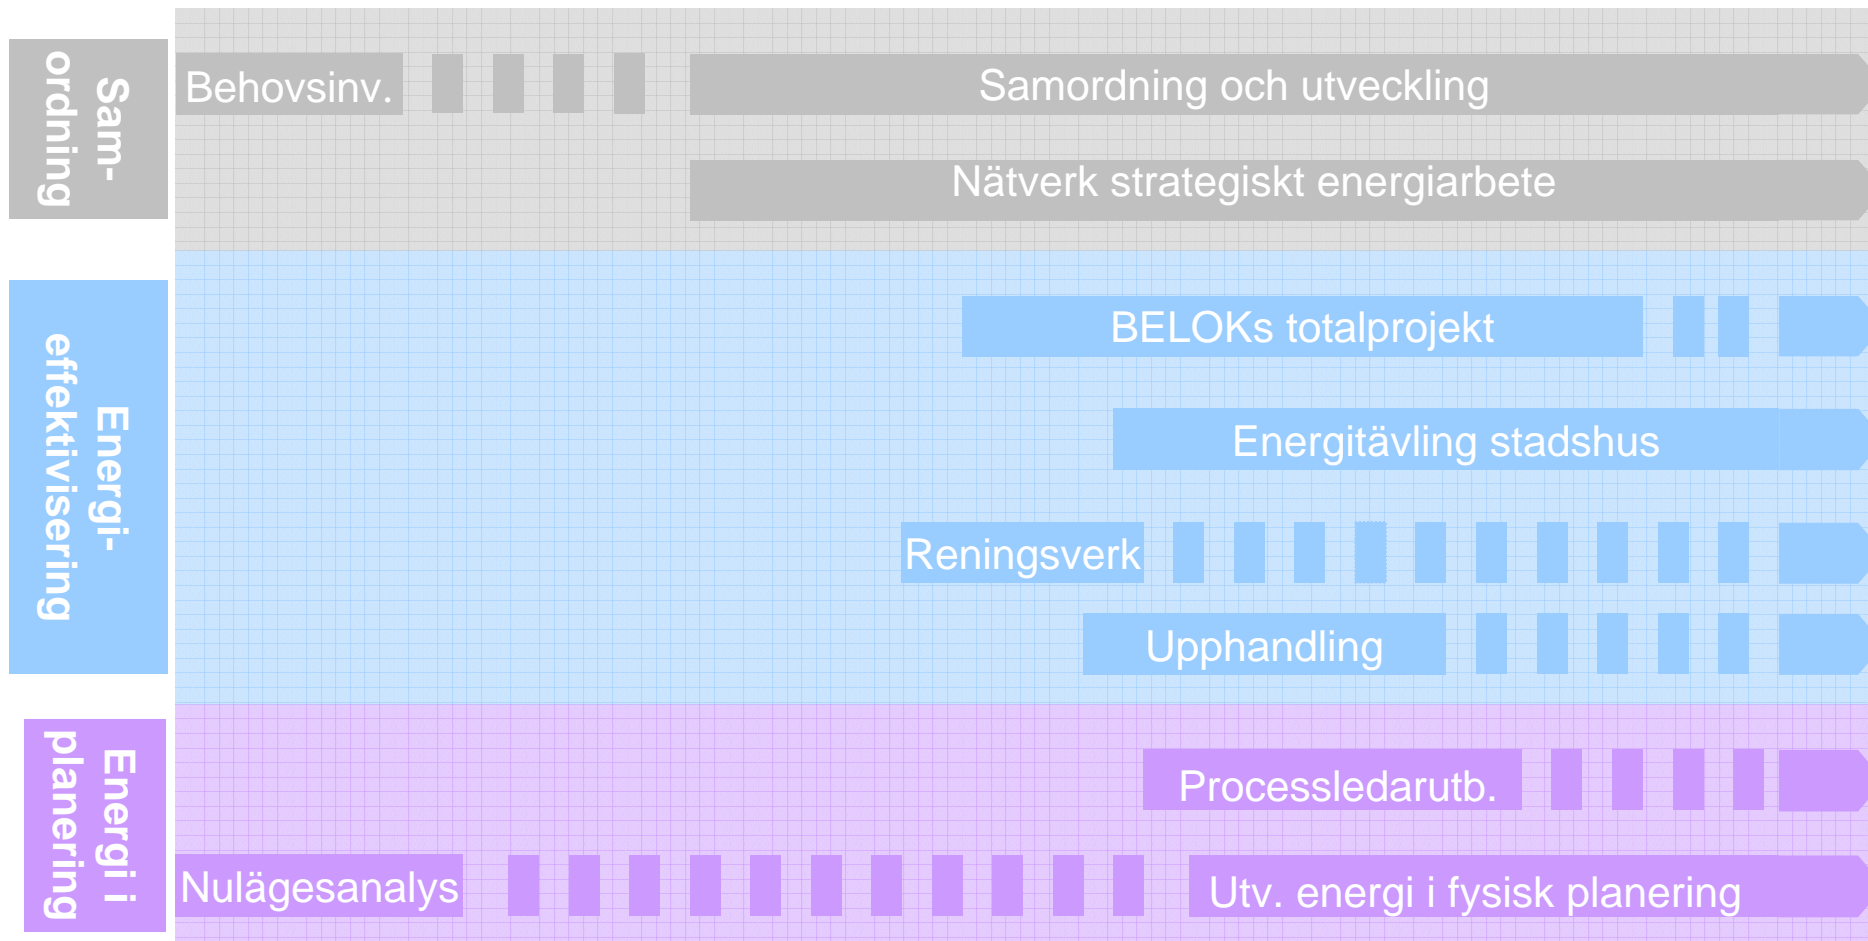 Sam-
ordning
Behovsinv.
Samordning och utveckling
Nätverk strategiskt energiarbete
Energi-
effektivisering
BELOKs totalprojekt
Energitävling stadshus
Reningsverk
Upphandling
Energi i
planering
Processledarutb.
Nulägesanalys
Utv. energi i fysisk planering